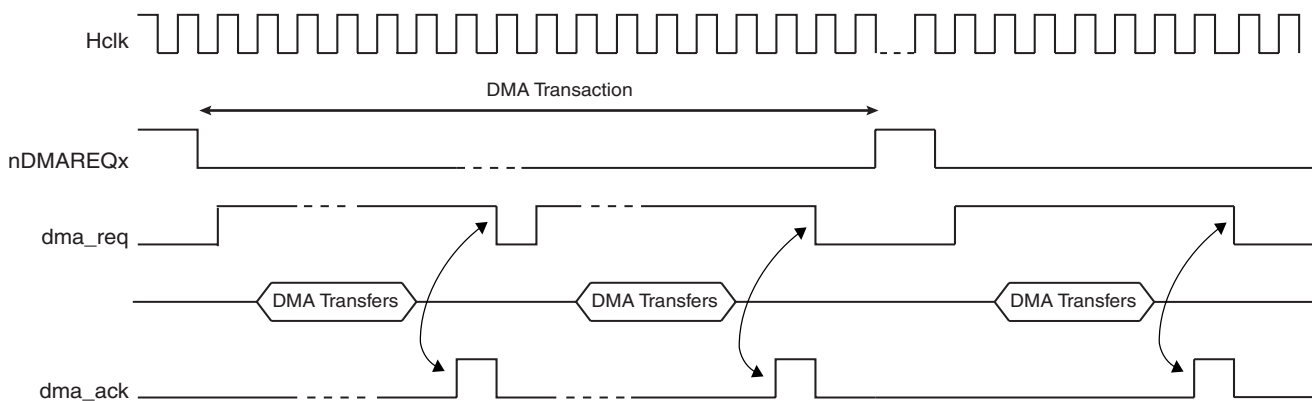 Hclk
DMA Transaction
nDMAREQx
dma_req
DMA Transfers DMA Transfers DMA Transfers
dma_ack